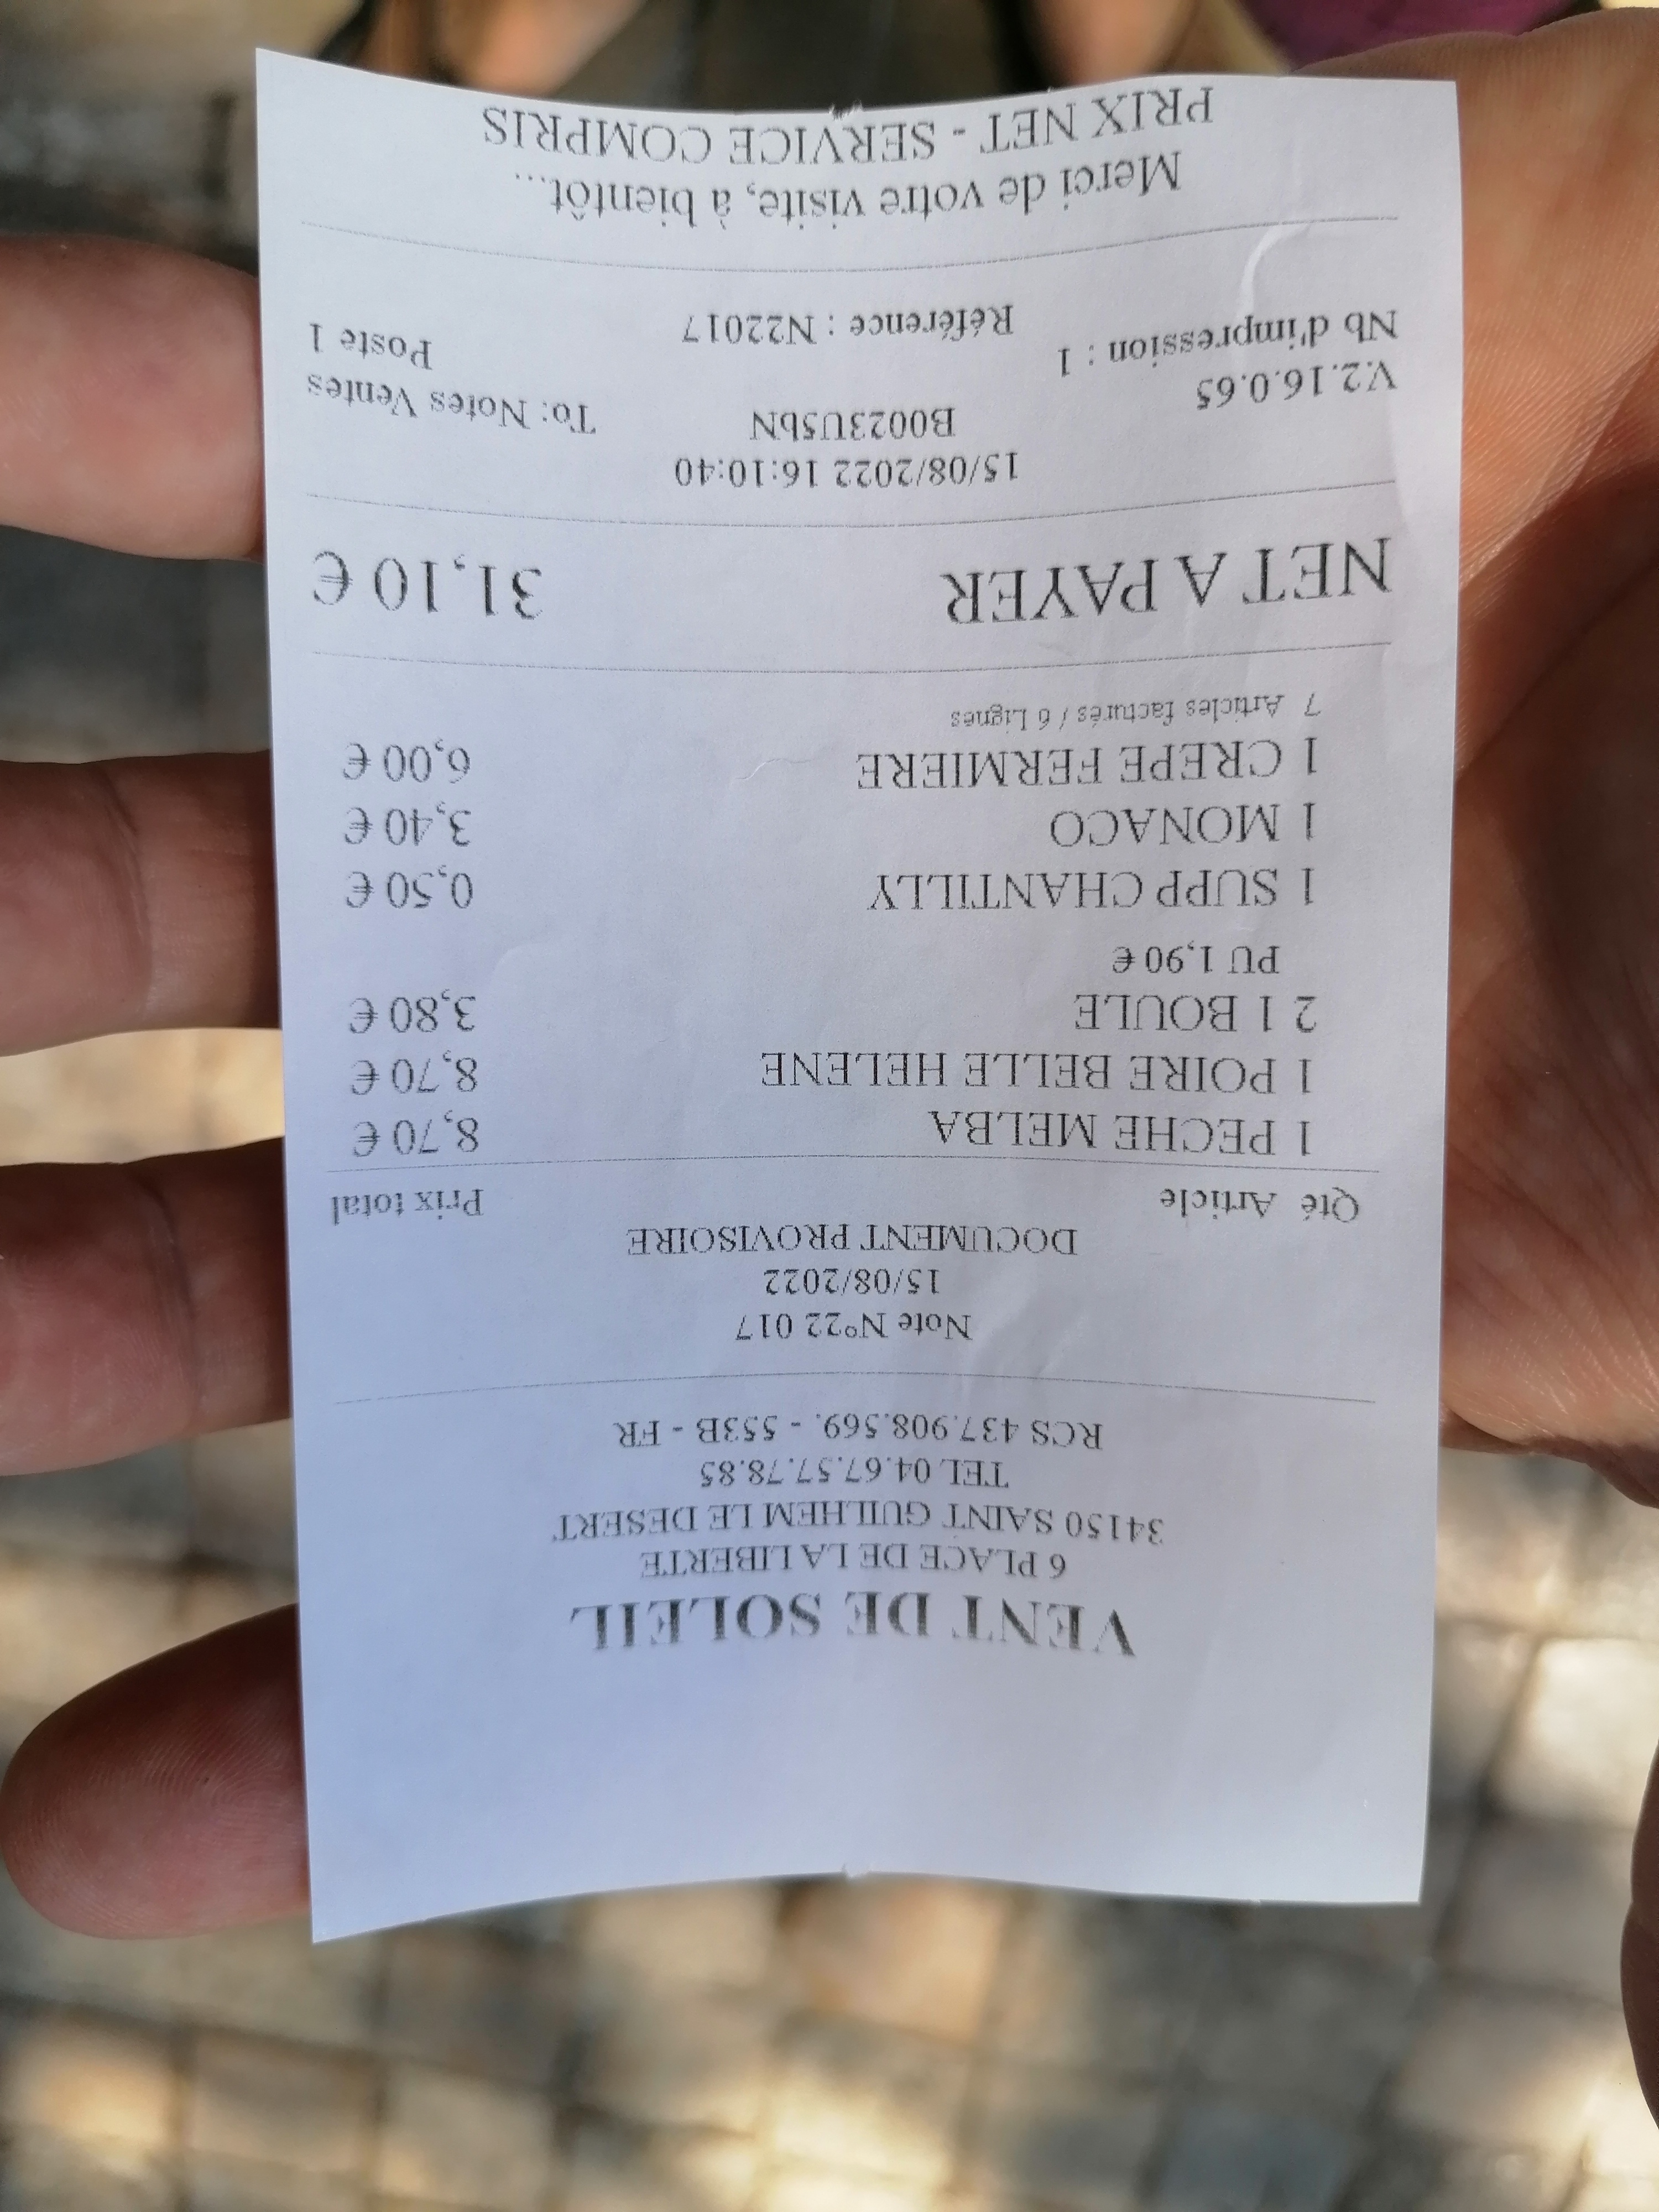 VENT DE SOLEIL
6 PLACE DE LA LIBERTE
34150 SAINT GUILHEM LE DESERT
TEL 04.67.57.78.85
RCS 437.908.569. - 553B - FR
Note N°22 017
15/08/2022
DOCUMENT PROVISOIRE
Qté Article Prix total
1 PECHE MELBA 8,70 €
1 POIRE BELLE HELENE 8,70 €
2 1 BOULE 3,80 €
PU 1,90 €
1 SUPP CHANTILLY 0,50 €
1 MONACO 3,40 €
1 CREPE FERMIERE 6,00 €
7 Articles facturés / 6 Lignes
NET A PAYER 31,10 €
15/08/2022 16:10:40
V.2.16.0.65 B0023U5bN To: Notes Ventes
Nb d'impression : 1 Référence : N22017 Poste 1
Merci de votre visite, à bientôt...
PRIX NET - SERVICE COMPRIS